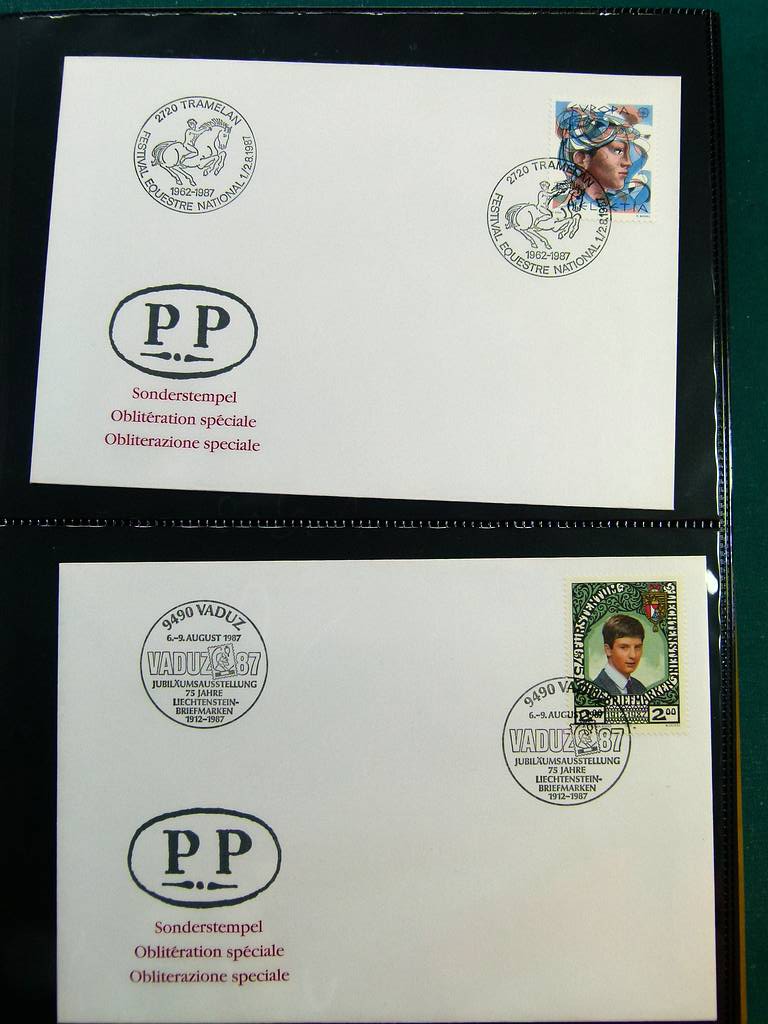 2720 TRAMELAN
FESTIVAL EQUESTRE NATIONAL 1/2.8.1987
1962-1987
EUROPA
HELVETIA
2720 TRAMELAN
FESTIVAL EQUESTRE NATIONAL 1/2.8.1987
1962-1987
PP
Sonderstempel
Oblitération spéciale
Obliterazione speciale
9490 VADUZ
6.–9. AUGUST 1987
VADUZ 87
JUBILÄUMSAUSSTELLUNG
75 JAHRE
LIECHTENSTEIN-
BRIEFMARKEN
1912–1987
FÜRSTENTUM
LIECHTENSTEIN
75
BRIEFMARKEN
2.00
9490 VADUZ
6.–9. AUGUST
VADUZ 87
JUBILÄUMSAUSSTELLUNG
75 JAHRE
LIECHTENSTEIN-
BRIEFMARKEN
1912–1987
PP
Sonderstempel
Oblitération spéciale
Obliterazione speciale